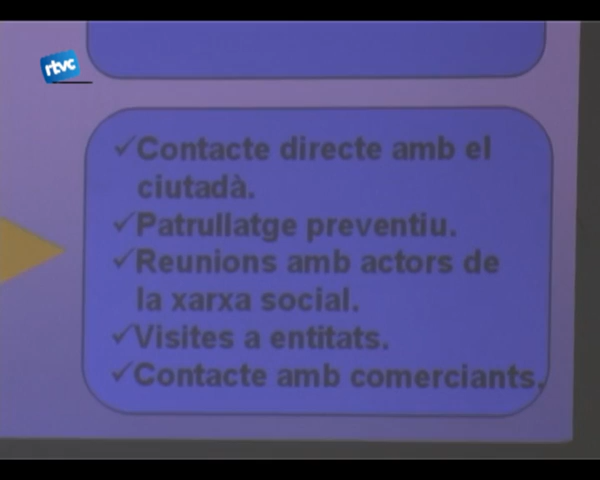 rtvc
✓Contacte directe amb el
ciutadà.
✓Patrullatge preventiu.
✓Reunions amb actors de
la xarxa social.
✓Visites a entitats.
✓Contacte amb comerciants.